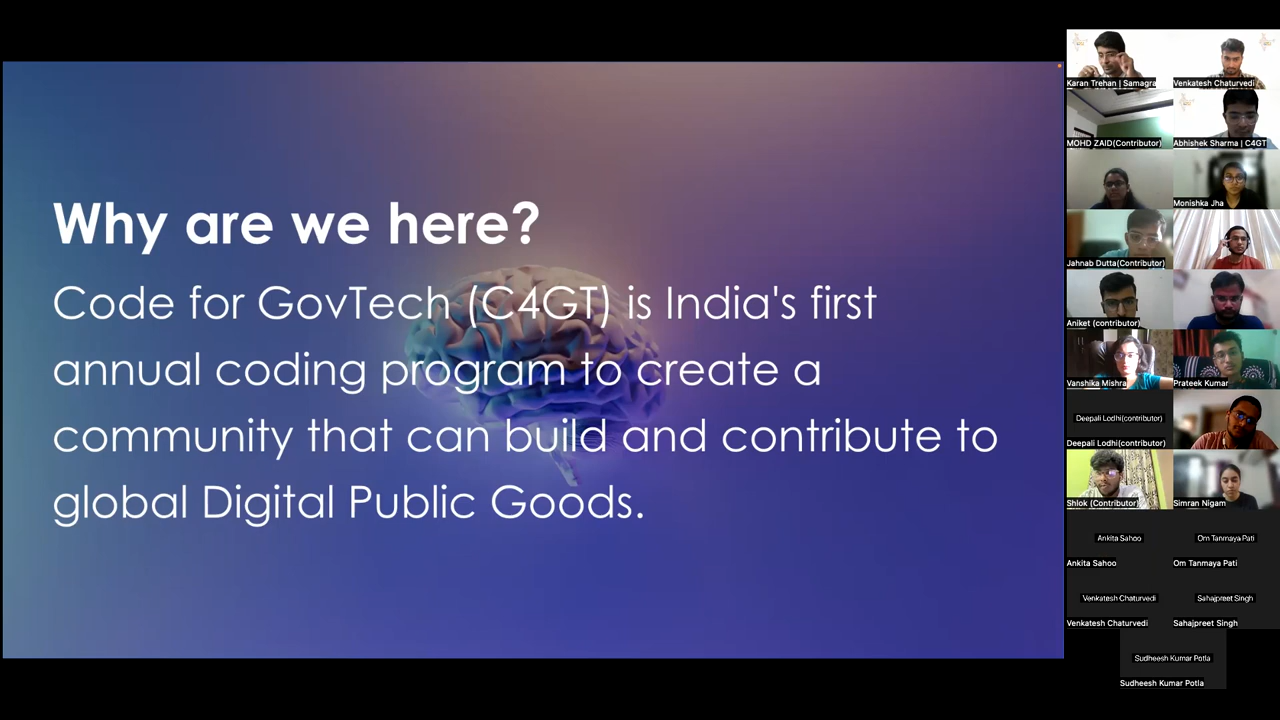 Why are we here?
Code for GovTech (C4GT) is India's first
annual coding program to create a
community that can build and contribute to
global Digital Public Goods.
Karan Trehan | Samagra
Venkatesh Chaturvedi
MOHD ZAID(Contributor)
Abhishek Sharma | C4GT
Monishka Jha
Jahnab Dutta(Contributor)
Aniket (contributor)
Vanshika Mishra
Prateek Kumar
Deepali Lodhi(contributor)
Deepali Lodhi(contributor)
Shlok (Contributor)
Simran Nigam
Ankita Sahoo
Om Tanmaya Pati
Ankita Sahoo
Om Tanmaya Pati
Venkatesh Chaturvedi
Sahajpreet Singh
Venkatesh Chaturvedi
Sahajpreet Singh
Sudheesh Kumar Potla
Sudheesh Kumar Potla